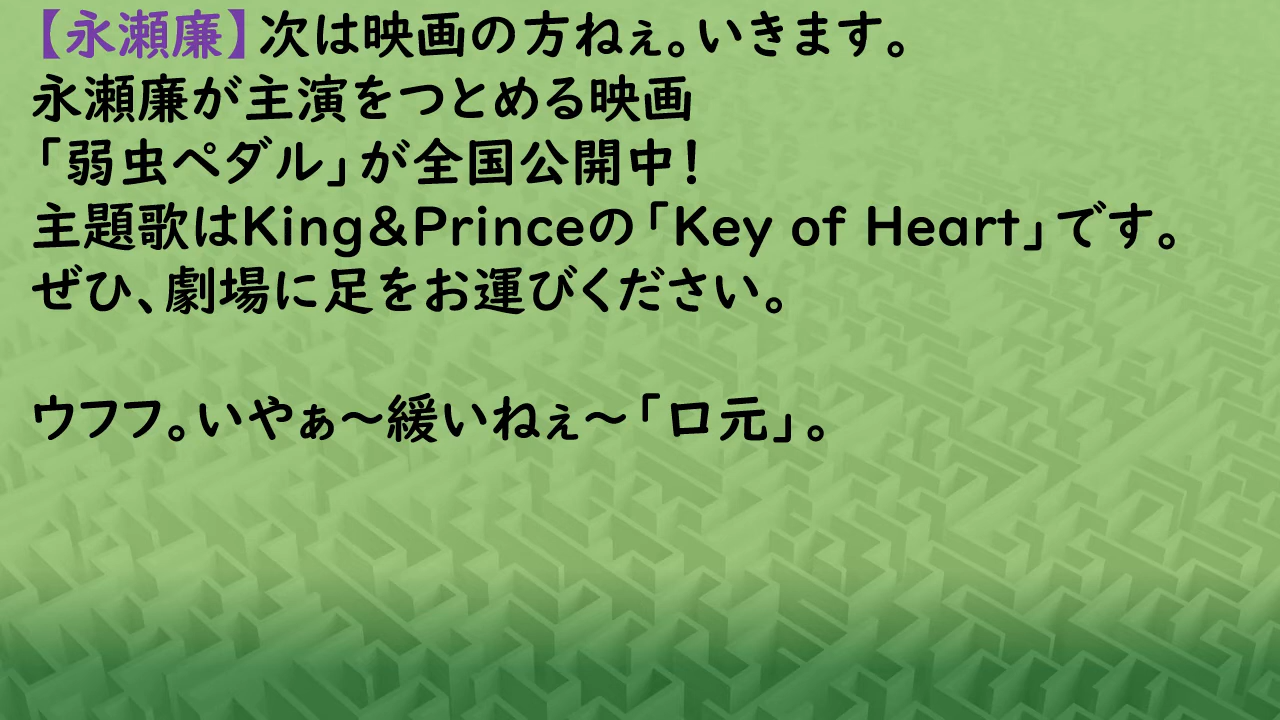 【永瀬廉】次は映画の方ねぇ。いきます。
永瀬廉が主演をつとめる映画
「弱虫ペダル」が全国公開中！
主題歌はKing&Princeの「Key of Heart」です。
ぜひ、劇場に足をお運びください。
ウフフ。いやぁ～緩いねぇ～「口元」。